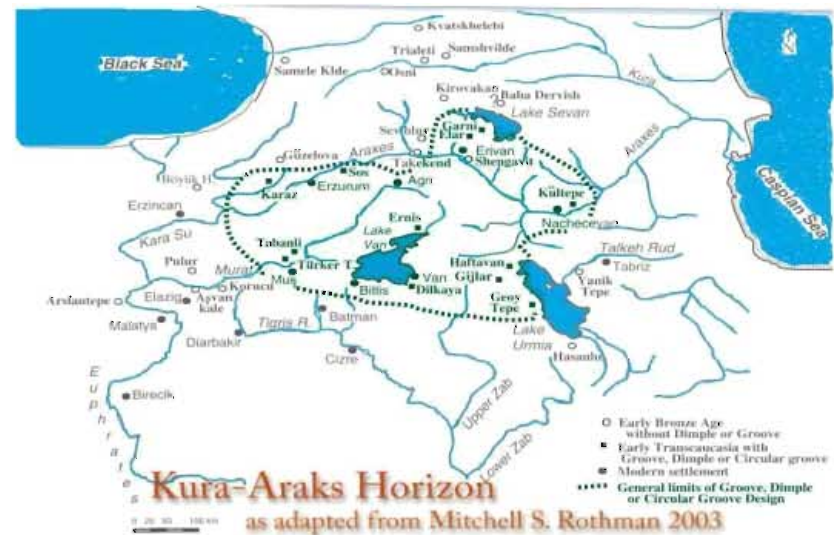 Kvatskhelebi
Black Sea
Trialeti
Samshvilde
Samele Klde
Osni
Kura
Kirovakan
Baba Dervish
Lake Sevan
Garni
Elar
Araxes
Araxes
Güzelova
Erivan
Shengavit
Takekend
Sos
Karaz
Erzurum
Agri
Kültepe
Nachecevan
Caspian Sea
Erzincan
Ernis
Kara Su
Lake
Van
Tabanli
Talkeh Rud
Tabriz
Pulur
Murat
Türker T.
Haftavan
Gijlar
Yanik
Tepe
Mus
Van
Korucu
Dilkaya
Arslantepe
Elazig
Aşvan
kale
Bitlis
Geoy
Tepe
Malatya
Batman
Tigris R.
Lake
Urmia
Diarbakir
Hasanlu
Cizre
Euphrates
Birecik
Upper Zab
Lower Zab
Early Bronze Age
without Dimple or Groove
Early Transcaucasia with
Groove, Dimple or Circular groove
Modern settlement
General limits of Groove, Dimple
or Circular Groove Design
Kura-Araks Horizon
as adapted from Mitchell S. Rothman 2003